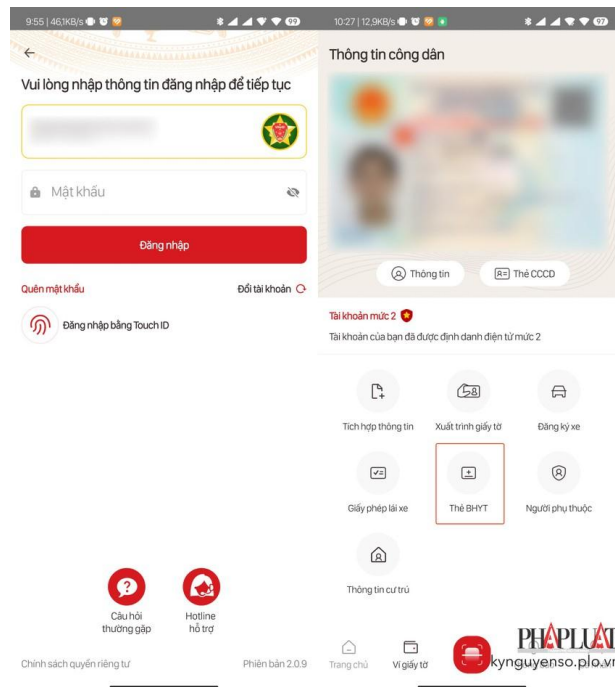 9:55 | 46,1KB/s
99
Vui lòng nhập thông tin đăng nhập để tiếp tục
Mật khẩu
Đăng nhập
Quên mật khẩu
Đổi tài khoản
Đăng nhập bằng Touch ID
Câu hỏi
thường gặp
Hotline
hỗ trợ
Chính sách quyền riêng tư
Phiên bản 2.0.9
10:27 | 12,9KB/s
97
Thông tin công dân
Thông tin
Thẻ CCCD
Tài khoản mức 2
Tài khoản của bạn đã được định danh điện tử mức 2
Tích hợp thông tin
Xuất trình giấy tờ
Đăng ký xe
Giấy phép lái xe
Thẻ BHYT
Người phụ thuộc
Thông tin cư trú
Trang chủ
Ví giấy tờ
PHÁPLUẬT
kynguyenso.plo.vn